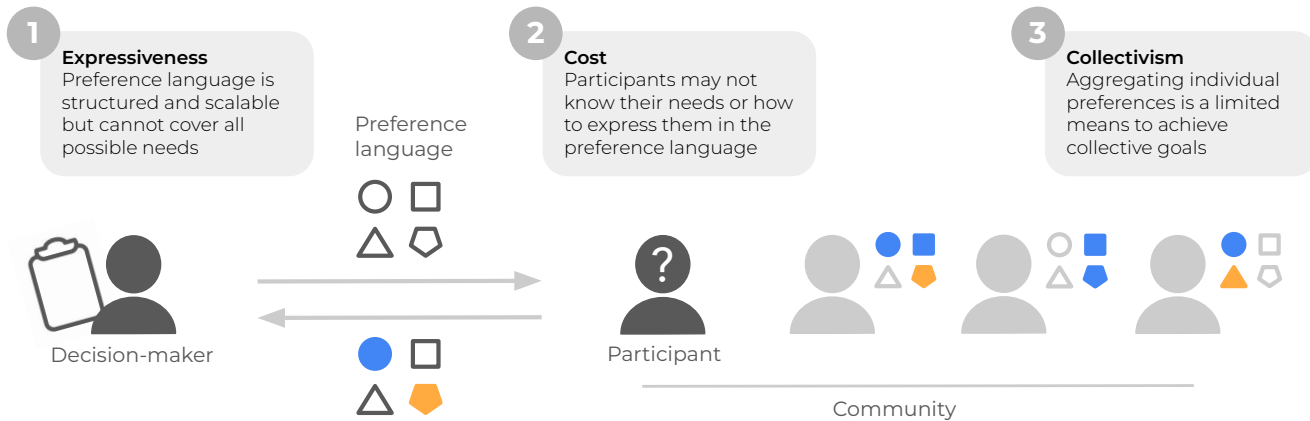 1
Expressiveness
Preference language is
structured and scalable
but cannot cover all
possible needs
2
Cost
Participants may not
know their needs or how
to express them in the
preference language
3
Collectivism
Aggregating individual
preferences is a limited
means to achieve
collective goals
Preference
language
?
Decision-maker
Participant
Community